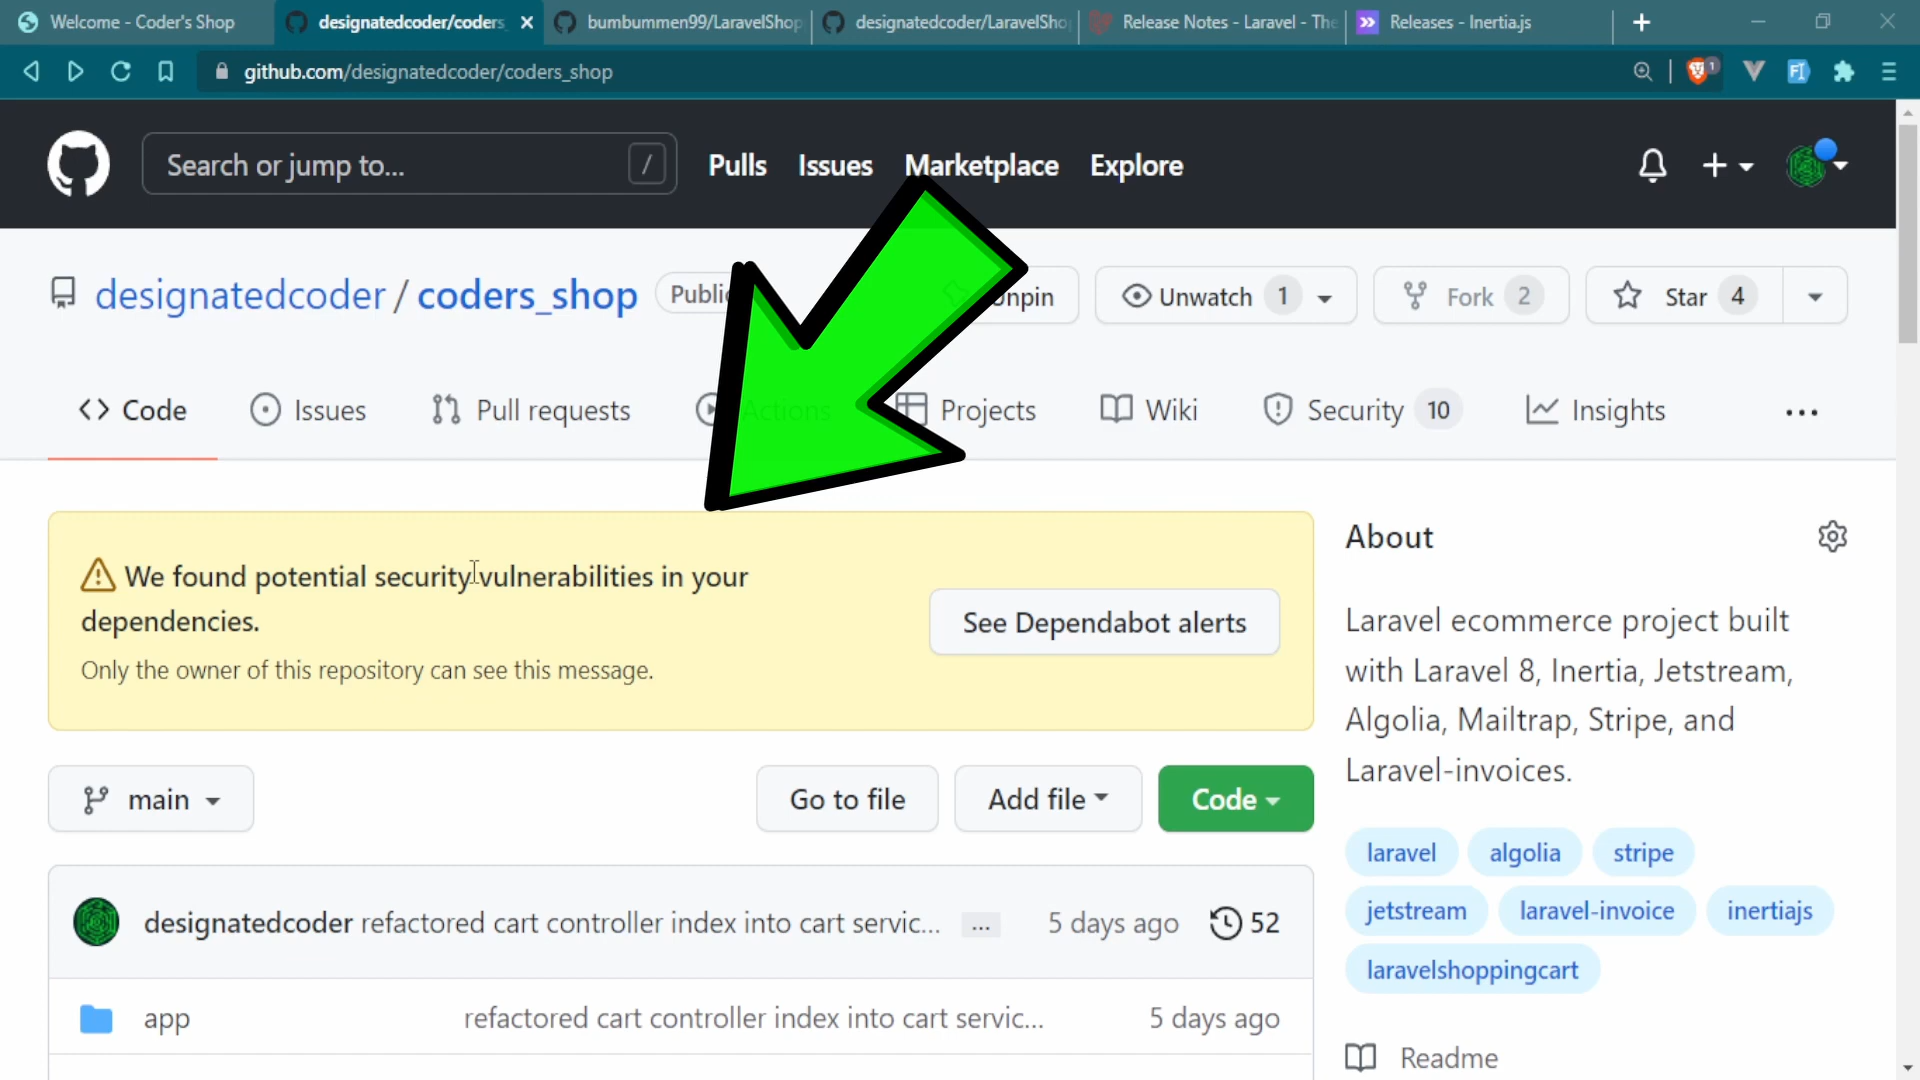 Welcome - Coder's Shop
designatedcoder/coders_
bumbummen99/LaravelShop
designatedcoder/LaravelSho
Release Notes - Laravel - The
Releases - Inertia.js
github.com/designatedcoder/coders_shop
1
Search or jump to...
/
Pulls
Issues
Marketplace
Explore
designatedcoder / coders_shop
Public
Unpin
Unwatch 1
Fork 2
Star 4
Code
Issues
Pull requests
Actions
Projects
Wiki
Security 10
Insights
...
We found potential security vulnerabilities in your
dependencies.
Only the owner of this repository can see this message.
See Dependabot alerts
About
Laravel ecommerce project built
with Laravel 8, Inertia, Jetstream,
Algolia, Mailtrap, Stripe, and
Laravel-invoices.
main
Go to file
Add file
Code
laravel
algolia
stripe
jetstream
laravel-invoice
inertiajs
laravelshoppingcart
designatedcoder refactored cart controller index into cart servic...
...
5 days ago
52
app
refactored cart controller index into cart servic...
5 days ago
Readme